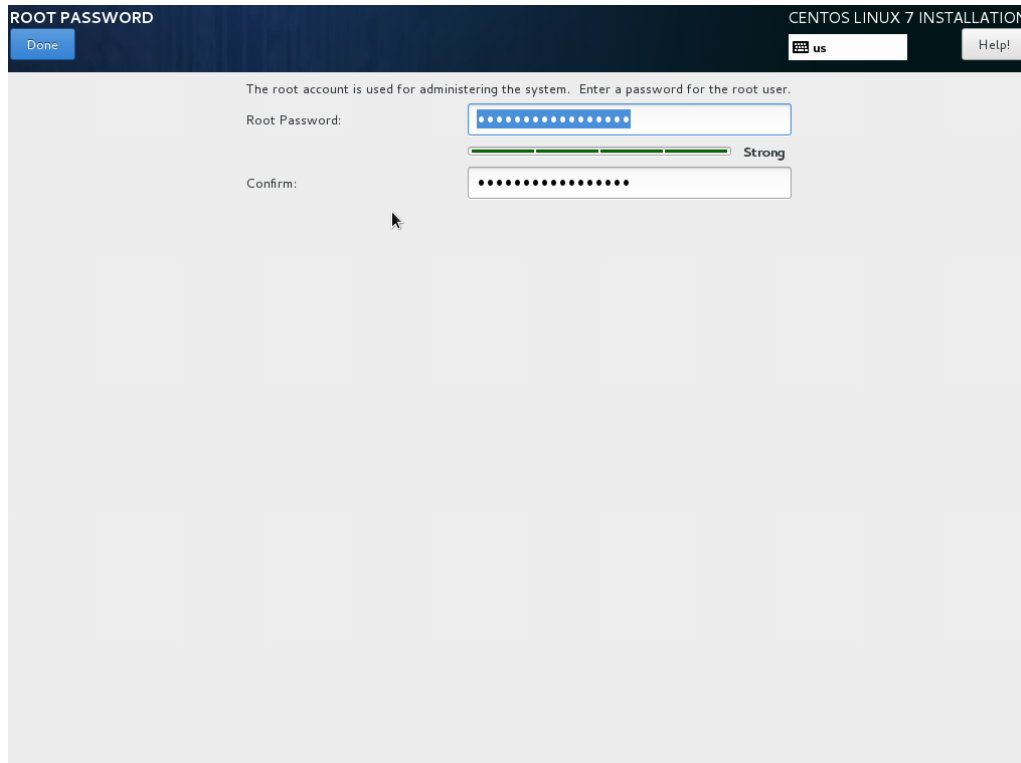 ROOT PASSWORD
CENTOS LINUX 7 INSTALLATION
Done
us
Help!
The root account is used for administering the system. Enter a password for the root user.
Root Password: •••••••••••••••••
Strong
Confirm: •••••••••••••••••